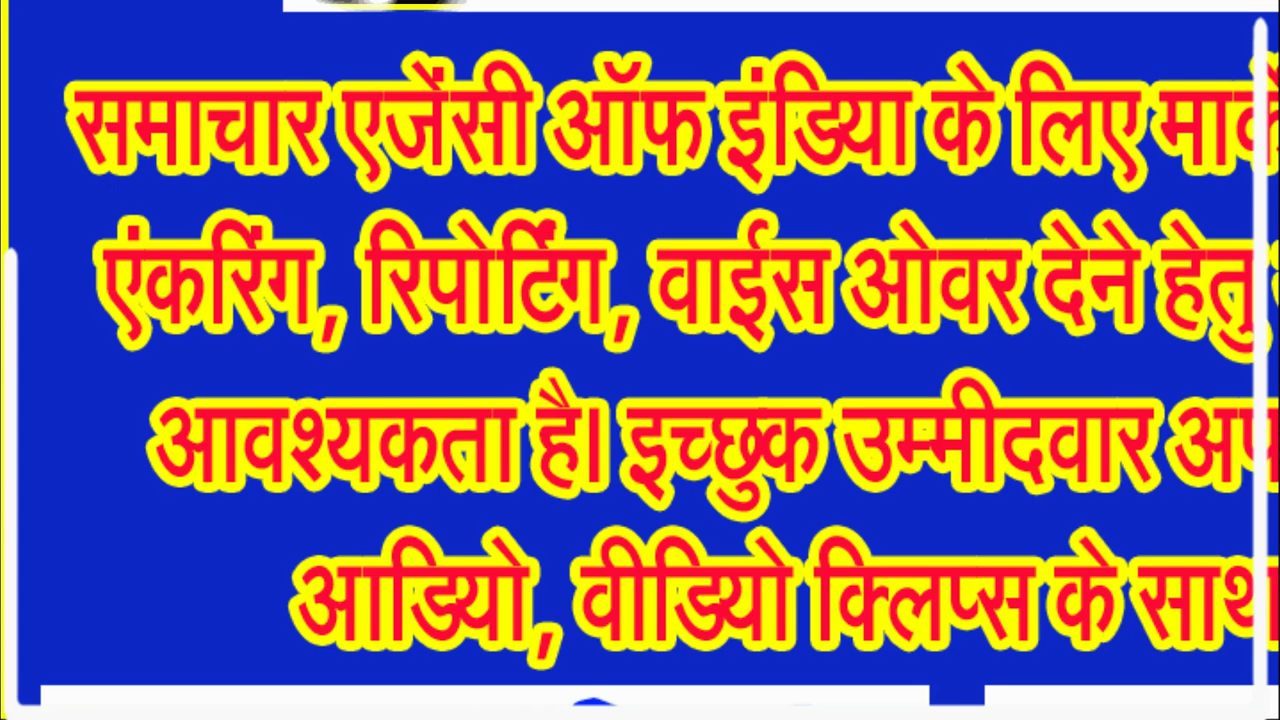 समाचार एजेंसी ऑफ इंडिया के लिए
एंकरिंग, रिपोर्टिंग, वाईस ओवर देने हेतु
आवश्यकता है। इच्छुक उम्मीदवार
आडियो, वीडियो क्लिप्स के साथ